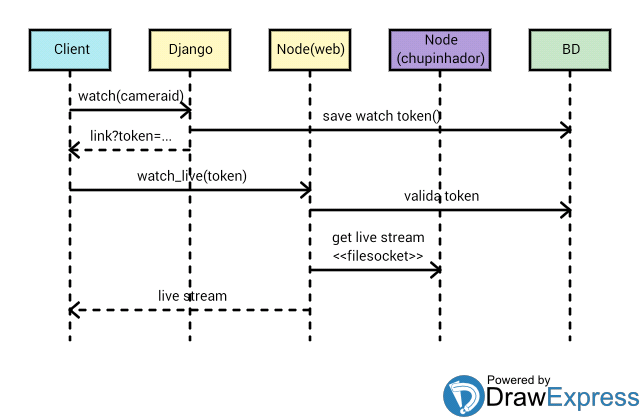 Client
Django
Node(web)
Node
(chupinhador)
BD
watch(cameraid)
save watch token()
link?token=...
watch_live(token)
valida token
get live stream
<<filesocket>>
live stream
Powered by
DrawExpress